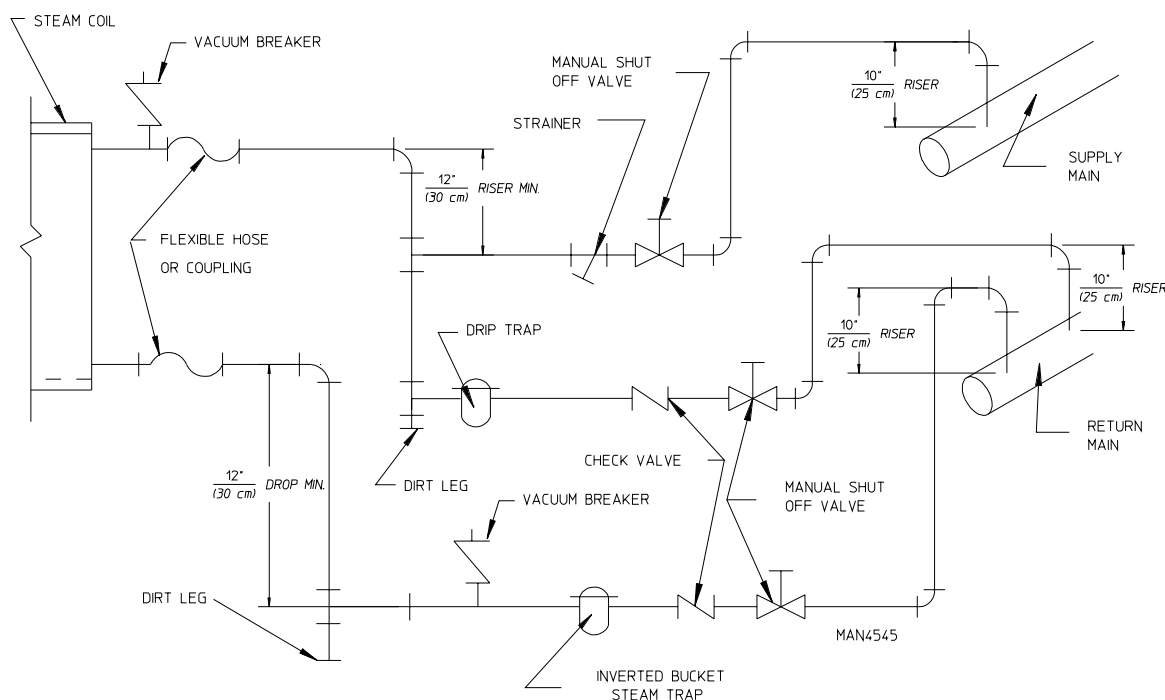 STEAM COIL
VACUUM BREAKER
MANUAL SHUT
OFF VALVE
10"
(25 cm) RISER
STRAINER
SUPPLY
MAIN
12"
(30 cm) RISER MIN.
FLEXIBLE HOSE
OR COUPLING
10"
(25 cm) RISER
10"
(25 cm) RISER
DRIP TRAP
RETURN
MAIN
CHECK VALVE
12"
(30 cm) DROP MIN.
DIRT LEG
MANUAL SHUT
OFF VALVE
VACUUM BREAKER
DIRT LEG
MAN4545
INVERTED BUCKET
STEAM TRAP